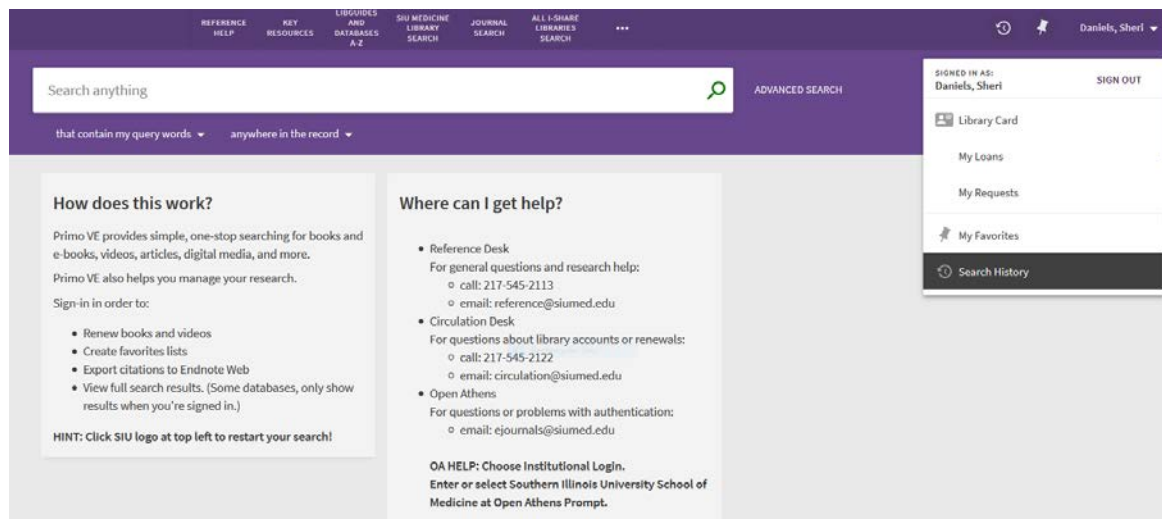 REFERENCE HELP
KEY RESOURCES
LIBGUIDES AND DATABASES A-Z
SIU MEDICINE LIBRARY SEARCH
JOURNAL SEARCH
ALL I-SHARE LIBRARIES SEARCH
•••
Daniels, Sheri
Search anything
ADVANCED SEARCH
that contain my query words
anywhere in the record
SIGNED IN AS:
Daniels, Sheri
SIGN OUT
Library Card
My Loans
My Requests
My Favorites
Search History
How does this work?
Primo VE provides simple, one-stop searching for books and
e-books, videos, articles, digital media, and more.
Primo VE also helps you manage your research.
Sign-in in order to:
• Renew books and videos
• Create favorites lists
• Export citations to Endnote Web
• View full search results. (Some databases, only show
results when you're signed in.)
HINT: Click SIU logo at top left to restart your search!
Where can I get help?
• Reference Desk
For general questions and research help:
○ call: 217-545-2113
○ email: reference@siumed.edu
• Circulation Desk
For questions about library accounts or renewals:
○ call: 217-545-2122
○ email: circulation@siumed.edu
• Open Athens
For questions or problems with authentication:
○ email: ejournals@siumed.edu
OA HELP: Choose Institutional Login.
Enter or select Southern Illinois University School of
Medicine at Open Athens Prompt.